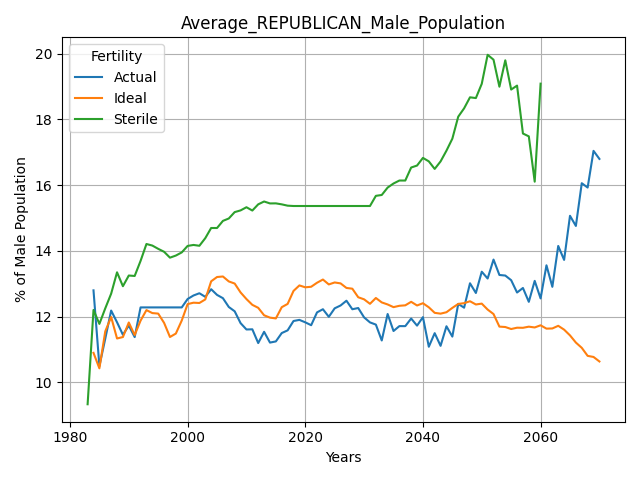 Average_REPUBLICAN_Male_Population
Fertility
Actual
Ideal
Sterile
% of Male Population
20
18
16
14
12
10
1980
2000
2020
2040
2060
Years